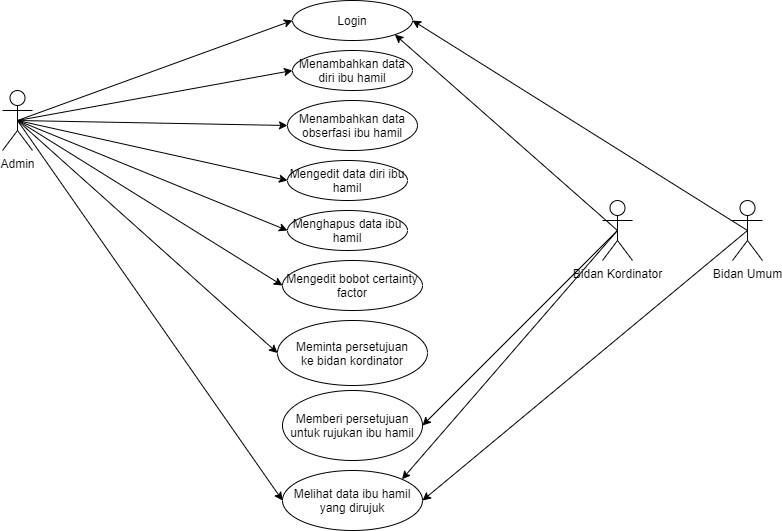 Login
Menambahkan data
diri ibu hamil
Menambahkan data
obserfasi ibu hamil
Admin
Mengedit data diri ibu
hamil
Menghapus data ibu
hamil
Bidan Kordinator
Bidan Umum
Mengedit bobot certainty
factor
Meminta persetujuan
ke bidan kordinator
Memberi persetujuan
untuk rujukan ibu hamil
Melihat data ibu hamil
yang dirujuk